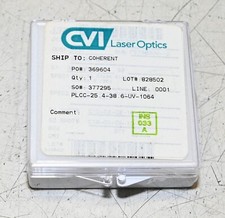 CVI Laser Optics
SHIP TO: COHERENT
PO#: 369604
Qty: 1 LOT#: 828502
SO#: 377295 LINE: 0001
PLCC-25.4-38.6-UV-1064
Comment:
INS
033
A